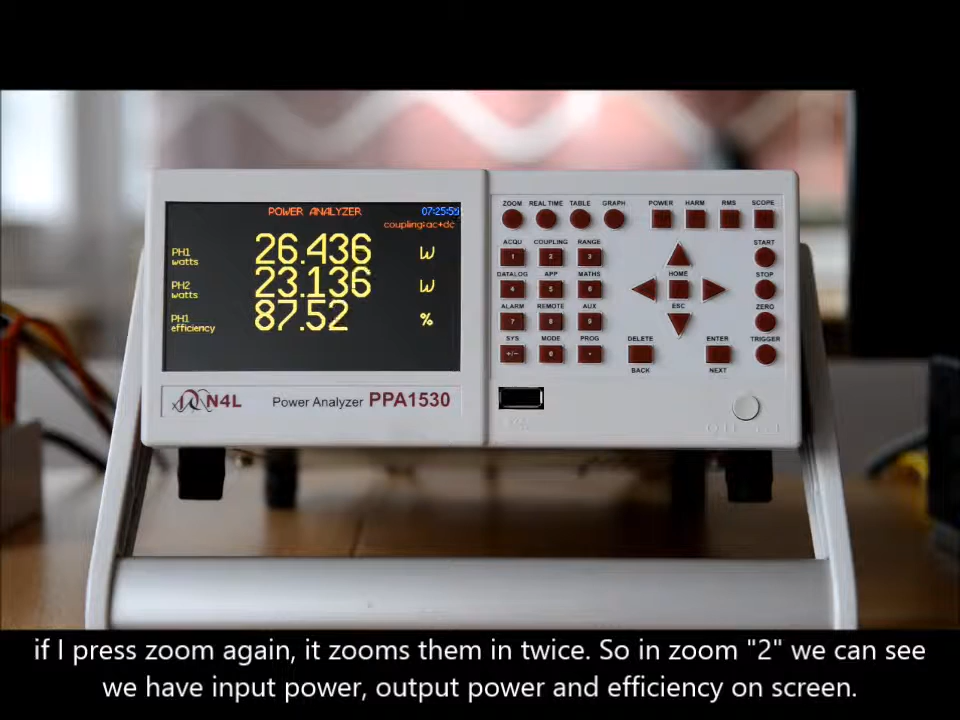 POWER ANALYZER
07:25:55
coupling:ac+dc
PH1 watts 26.436 W
PH2 watts 23.136 W
PH1 efficiency 87.52 %
N4L Power Analyzer PPA1530
ZOOM REAL TIME TABLE GRAPH POWER HARM RMS SCOPE
ACQU COUPLING RANGE START
1 2 3
DATALOG APP MATHS HOME STOP
4 5 6
ALARM REMOTE AUX ESC ZERO
7 8 9
SYS MODE PROG DELETE ENTER TRIGGER
+/- 0 .
BACK NEXT
if I press zoom again, it zooms them in twice. So in zoom "2" we can see
we have input power, output power and efficiency on screen.